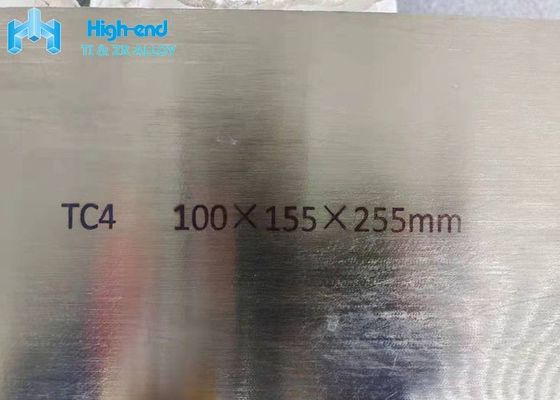 High-end
TI & ZR ALLOY
TC4 100×155×255mm